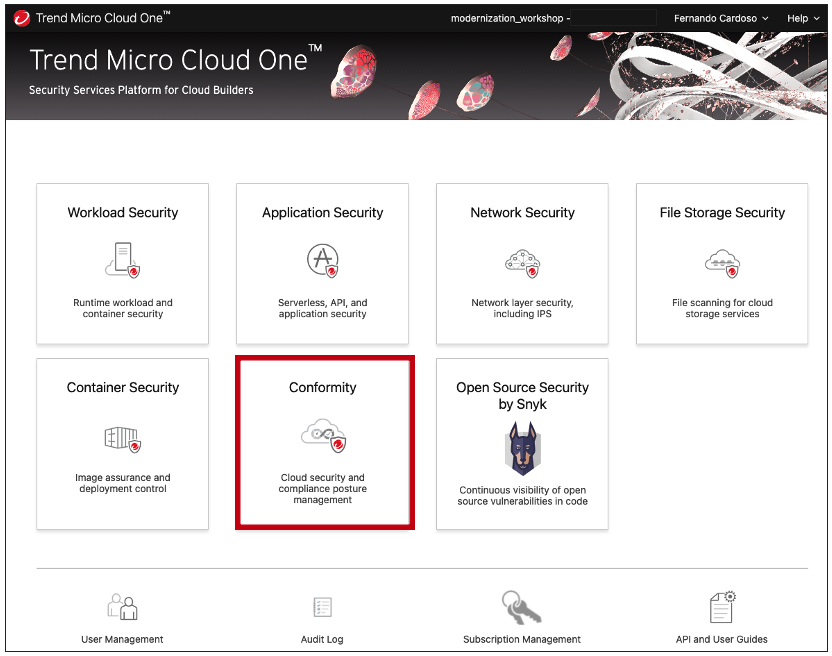 Trend Micro Cloud One™
modernization_workshop -
Fernando Cardoso
Help
Trend Micro Cloud One™
Security Services Platform for Cloud Builders
Workload Security
Runtime workload and
container security
Application Security
Serverless, API, and
application security
Network Security
Network layer security,
including IPS
File Storage Security
File scanning for cloud
storage services
Container Security
Image assurance and
deployment control
Conformity
Cloud security and
compliance posture
management
Open Source Security
by Snyk
Continuous visibility of open
source vulnerabilities in code
User Management
Audit Log
Subscription Management
API and User Guides